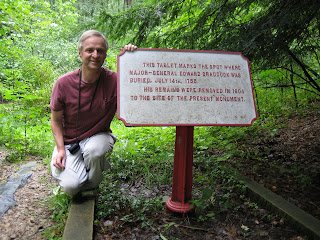 THIS TABLET MARKS THE SPOT WHERE
MAJOR-GENERAL EDWARD BRADDOCK WAS
BURIED, JULY 14TH, 1755.
HIS REMAINS WERE REMOVED IN 1804
TO THE SITE OF THE PRESENT MONUMENT.